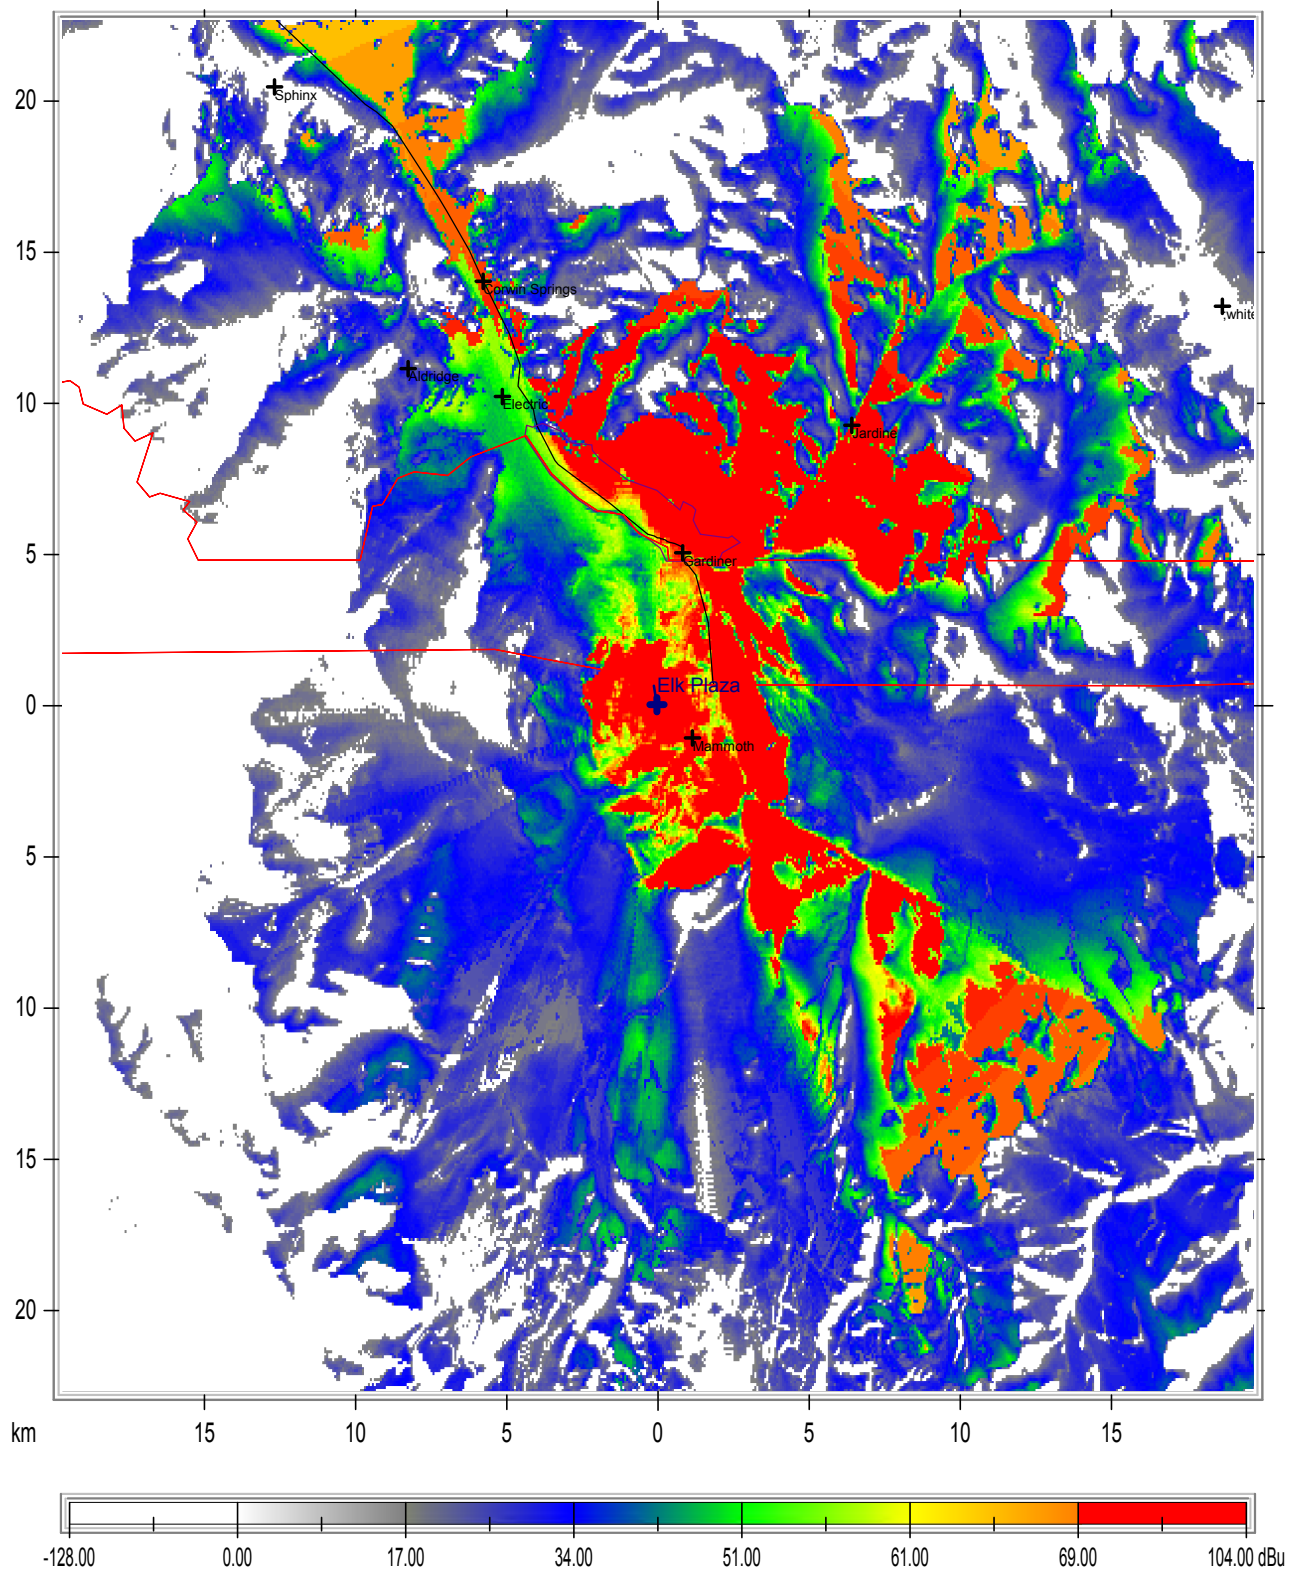 20
Sphinx
15
Corwin Springs
white
Aldridge
Electric
10
Jardine
5
Gardiner
Elk Plaza
0
Mammoth
5
10
15
20
km 15 10 5 0 5 10 15
-128.00 0.00 17.00 34.00 51.00 61.00 69.00 104.00 dBu